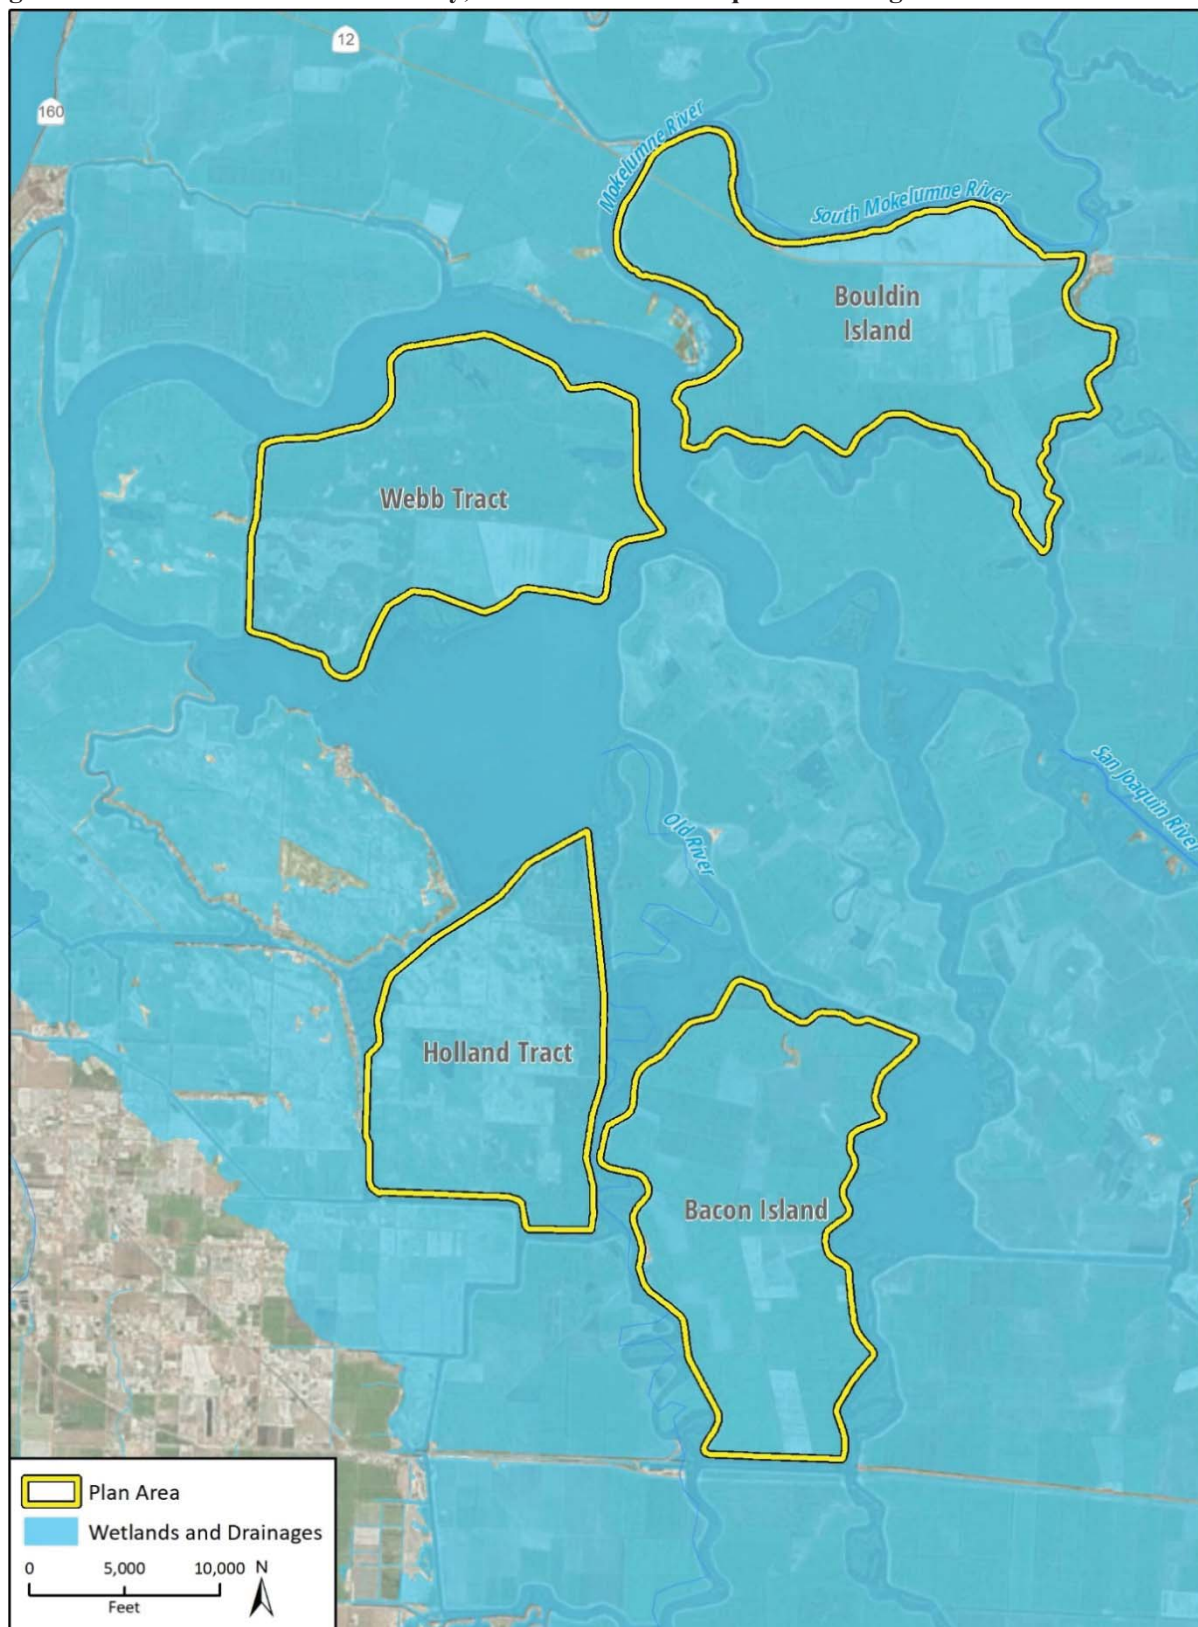 12
160
Mokelumne River
South Mokelumne River
Bouldin
Island
Webb Tract
San Joaquin River
Old River
Holland Tract
Bacon Island
Plan Area
Wetlands and Drainages
0 5,000 10,000 N
Feet